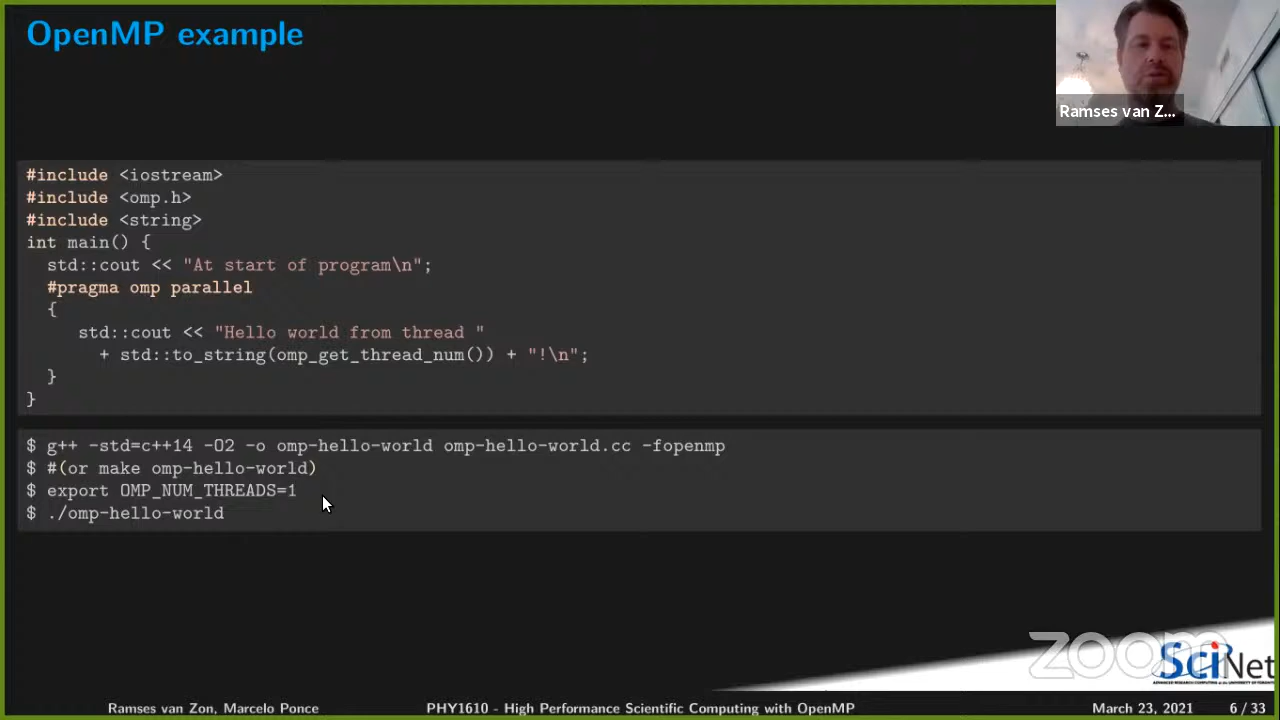 OpenMP example
Ramses van Z...
#include <iostream>
#include <omp.h>
#include <string>
int main() {
std::cout << "At start of program\n";
#pragma omp parallel
{
std::cout << "Hello world from thread "
+ std::to_string(omp_get_thread_num()) + "!\n";
}
}
$ g++ -std=c++14 -O2 -o omp-hello-world omp-hello-world.cc -fopenmp
$ #(or make omp-hello-world)
$ export OMP_NUM_THREADS=1
$ ./omp-hello-world
zoom
SciNet
Ramses van Zon, Marcelo Ponce
PHY1610 - High Performance Scientific Computing with OpenMP
March 23, 2021
6 / 33